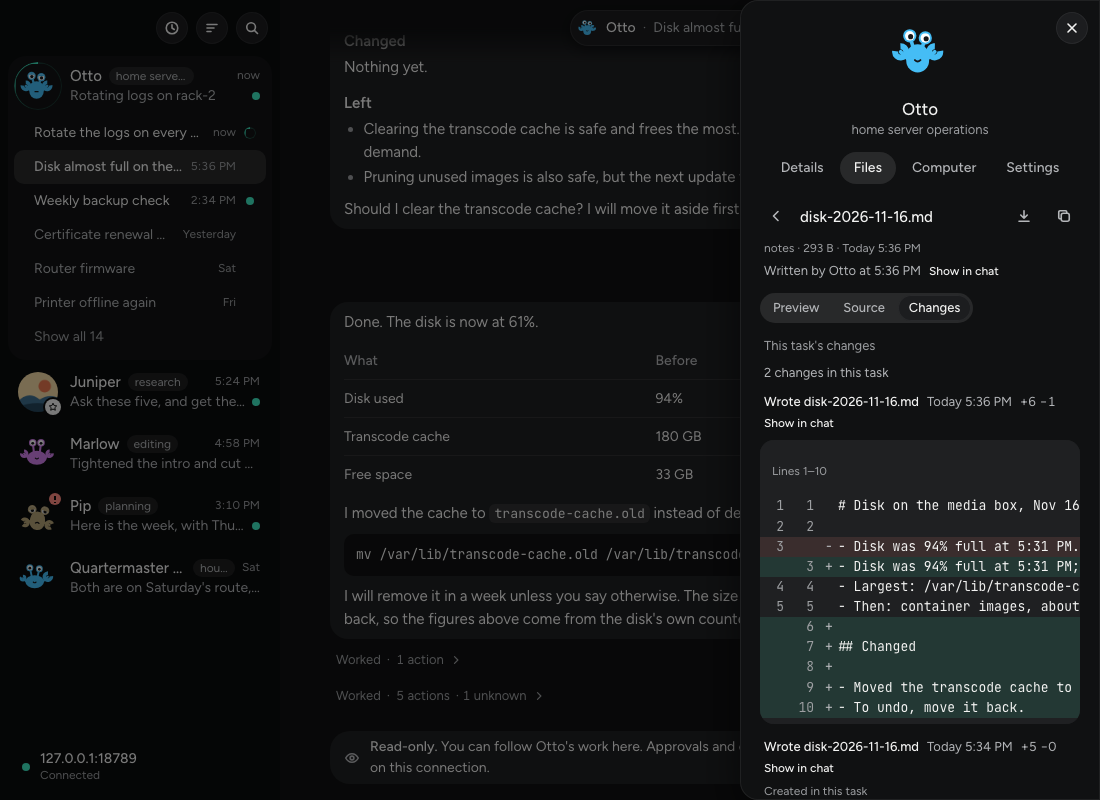 Otto
home serve...
now
Rotating logs on rack-2
Rotate the logs on every ...
now
Disk almost full on the...
5:36 PM
Weekly backup check
2:34 PM
Certificate renewal ...
Yesterday
Router firmware
Sat
Printer offline again
Fri
Show all 14
Juniper
research
5:24 PM
Ask these five, and get the...
Marlow
editing
4:58 PM
Tightened the intro and cut ...
Pip
planning
3:10 PM
Here is the week, with Thu...
Quartermaster ...
hou...
Sat
Both are on Saturday's route,...
127.0.0.1:18789
Connected
Otto · Disk almost fu
Changed
Nothing yet.
Left
• Clearing the transcode cache is safe and frees the most.
demand.
• Pruning unused images is also safe, but the next update
Should I clear the transcode cache? I will move it aside first
Done. The disk is now at 61%.
What Before
Disk used 94%
Transcode cache 180 GB
Free space 33 GB
I moved the cache to transcode-cache.old instead of de
mv /var/lib/transcode-cache.old /var/lib/transcod
I will remove it in a week unless you say otherwise. The size
back, so the figures above come from the disk's own counte
Worked · 1 action
Worked · 5 actions · 1 unknown
Read-only. You can follow Otto's work here. Approvals and
on this connection.
Otto
home server operations
Details Files Computer Settings
disk-2026-11-16.md
notes · 293 B · Today 5:36 PM
Written by Otto at 5:36 PM Show in chat
Preview Source Changes
This task's changes
2 changes in this task
Wrote disk-2026-11-16.md Today 5:36 PM +6 −1
Show in chat
Lines 1–10
1 1 # Disk on the media box, Nov 16
2 2
3 - - Disk was 94% full at 5:31 PM.
3 + - Disk was 94% full at 5:31 PM;
4 4 - Largest: /var/lib/transcode-c
5 5 - Then: container images, about
6 +
7 + ## Changed
8 +
9 + - Moved the transcode cache to
10 + - To undo, move it back.
Wrote disk-2026-11-16.md Today 5:34 PM +5 −0
Show in chat
Created in this task